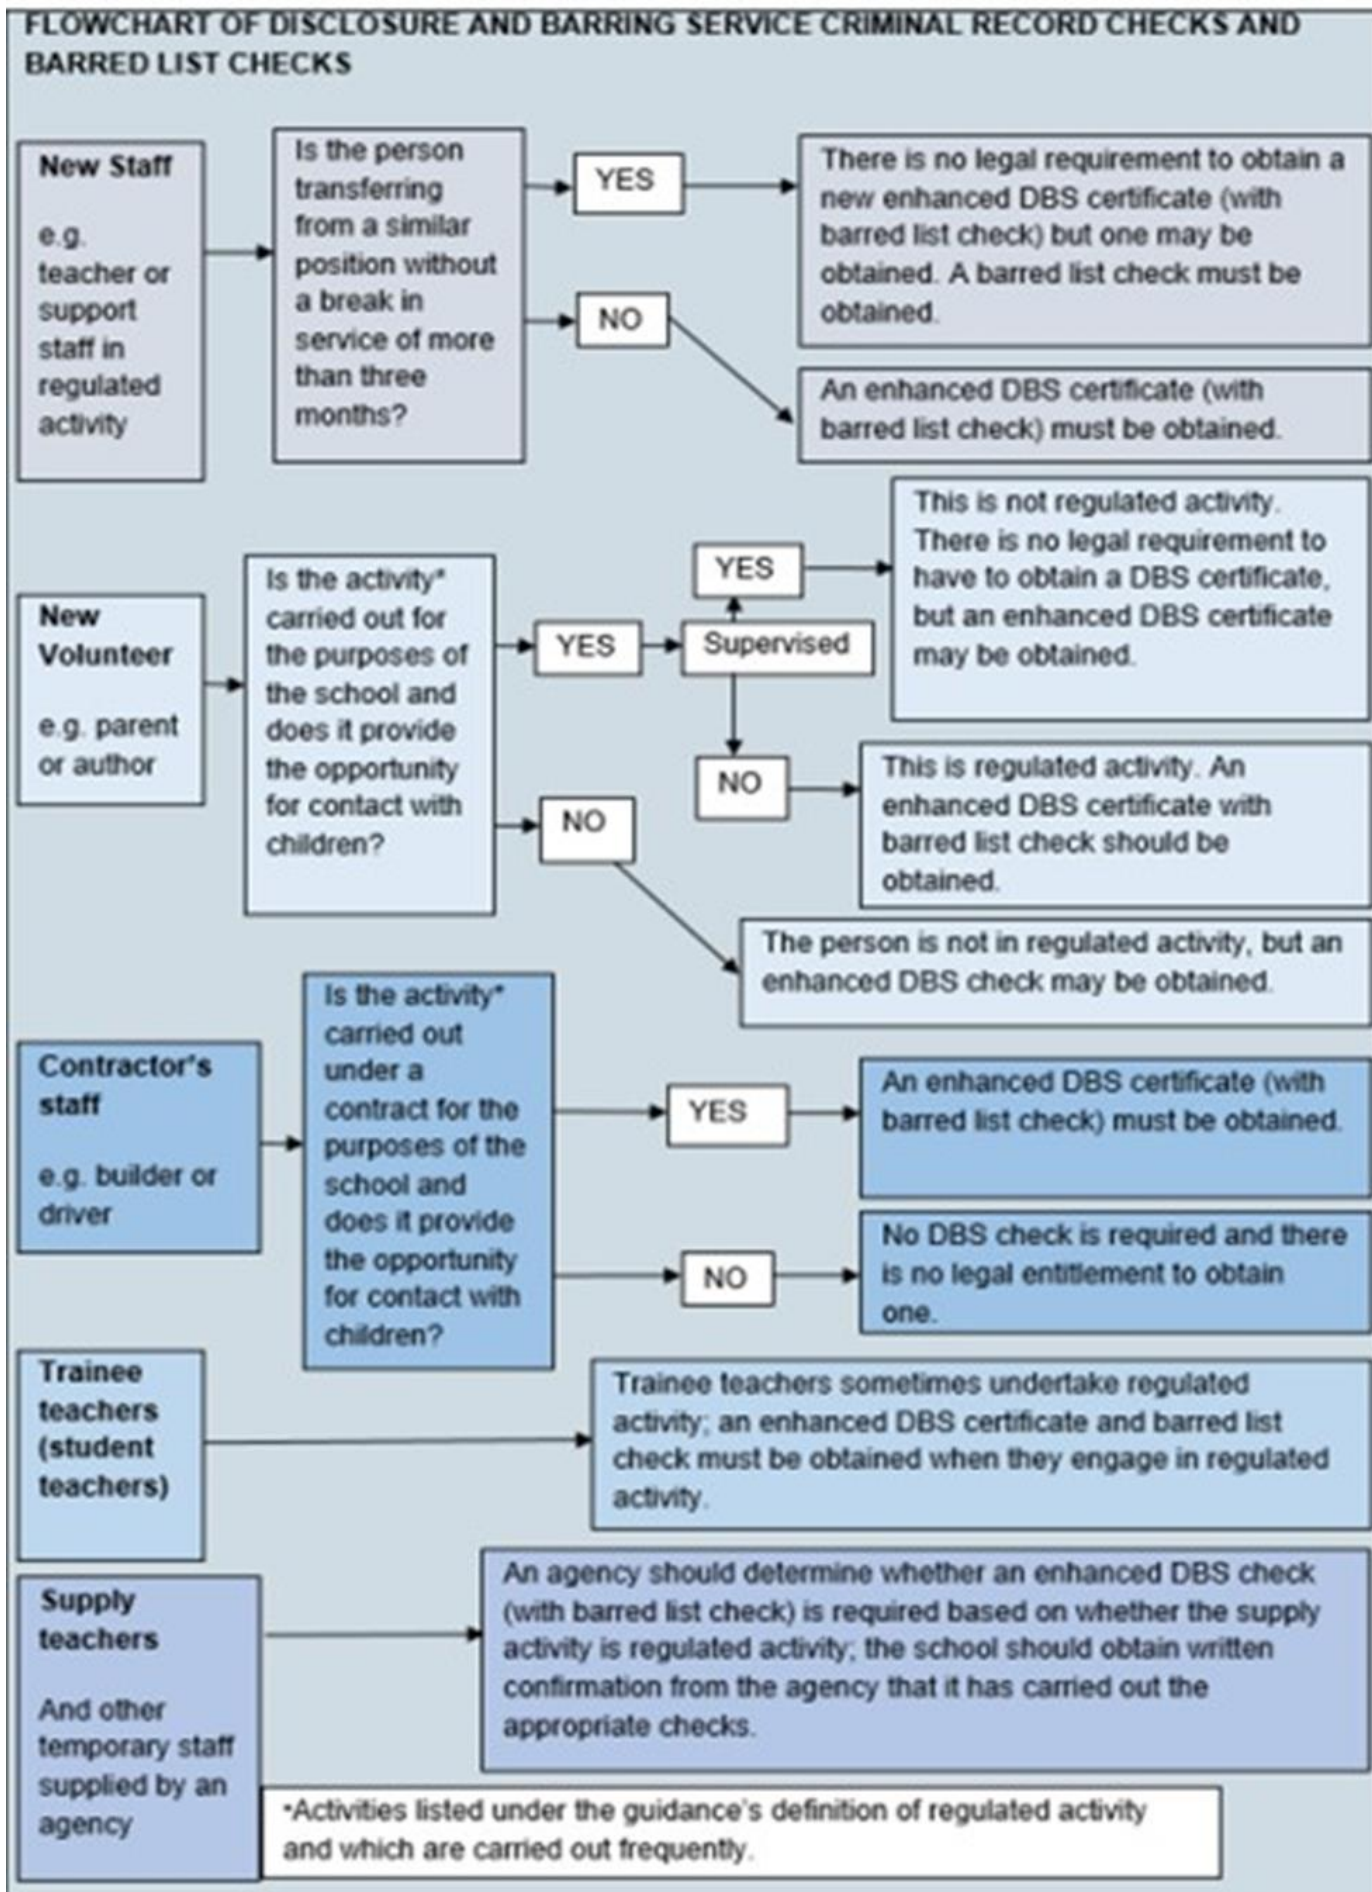 FLOWCHART OF DISCLOSURE AND BARRING SERVICE CRIMINAL RECORD CHECKS AND
BARRED LIST CHECKS
New Staff
e.g.
teacher or
support
staff in
regulated
activity
Is the person
transferring
from a similar
position without
a break in
service of more
than three
months?
YES
There is no legal requirement to obtain a
new enhanced DBS certificate (with
barred list check) but one may be
obtained. A barred list check must be
obtained.
NO
An enhanced DBS certificate (with
barred list check) must be obtained.
New
Volunteer
e.g. parent
or author
Is the activity*
carried out for
the purposes of
the school and
does it provide
the opportunity
for contact with
children?
YES
Supervised
YES
This is not regulated activity.
There is no legal requirement to
have to obtain a DBS certificate,
but an enhanced DBS certificate
may be obtained.
NO
This is regulated activity. An
enhanced DBS certificate with
barred list check should be
obtained.
NO
The person is not in regulated activity, but an
enhanced DBS check may be obtained.
Contractor's
staff
e.g. builder or
driver
Is the activity*
carried out
under a
contract for the
purposes of the
school and
does it provide
the opportunity
for contact with
children?
YES
An enhanced DBS certificate (with
barred list check) must be obtained.
NO
No DBS check is required and there
is no legal entitlement to obtain
one.
Trainee
teachers
(student
teachers)
Trainee teachers sometimes undertake regulated
activity; an enhanced DBS certificate and barred list
check must be obtained when they engage in regulated
activity.
Supply
teachers
And other
temporary staff
supplied by an
agency
An agency should determine whether an enhanced DBS check
(with barred list check) is required based on whether the supply
activity is regulated activity; the school should obtain written
confirmation from the agency that it has carried out the
appropriate checks.
*Activities listed under the guidance's definition of regulated activity
and which are carried out frequently.